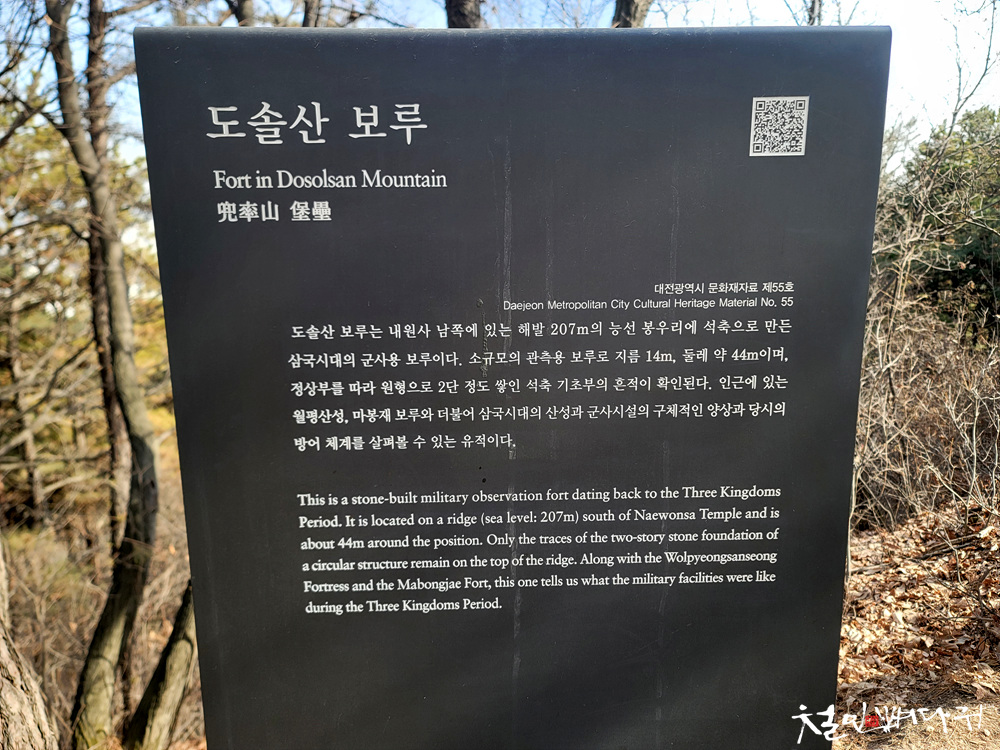 도솔산 보루
Fort in Dosolsan Mountain
兜率山 堡壘
대전광역시 문화재자료 제55호
Daejeon Metropolitan City Cultural Heritage Material No. 55
도솔산 보루는 내원사 남쪽에 있는 해발 207m의 능선 봉우리에 석축으로 만든
삼국시대의 군사용 보루이다. 소규모의 관측용 보루로 지름 14m, 둘레 약 44m이며,
정상부를 따라 원형으로 2단 정도 쌓인 석축 기초부의 흔적이 확인된다. 인근에 있는
월평산성, 마봉재 보루와 더불어 삼국시대의 산성과 군사시설의 구체적인 양상과 당시의
방어 체계를 살펴볼 수 있는 유적이다.
This is a stone-built military observation fort dating back to the Three Kingdoms
Period. It is located on a ridge (sea level: 207m) south of Naewonsa Temple and is
about 44m around the position. Only the traces of the two-story stone foundation of
a circular structure remain on the top of the ridge. Along with the Wolpyeongsanseong
Fortress and the Mabongjae Fort, this one tells us what the military facilities were like
during the Three Kingdoms Period.